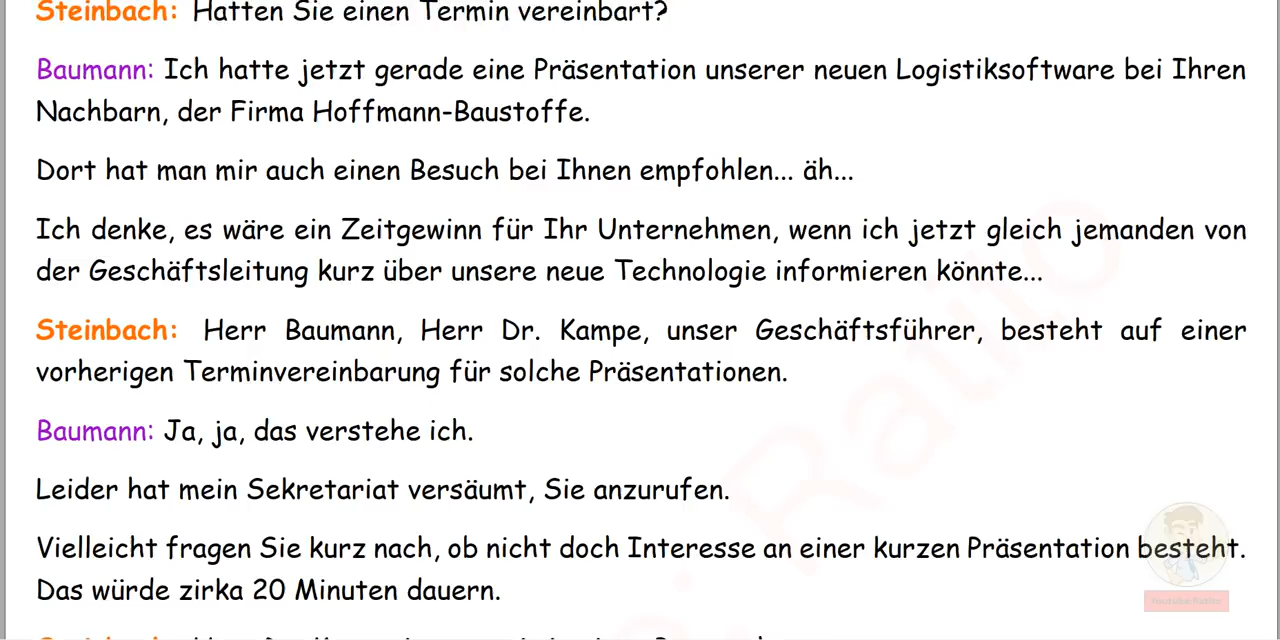 Steinbach: Hatten Sie einen Termin vereinbart?
Baumann: Ich hatte jetzt gerade eine Präsentation unserer neuen Logistiksoftware bei Ihren
Nachbarn, der Firma Hoffmann-Baustoffe.
Dort hat man mir auch einen Besuch bei Ihnen empfohlen... äh...
Ich denke, es wäre ein Zeitgewinn für Ihr Unternehmen, wenn ich jetzt gleich jemanden von
der Geschäftsleitung kurz über unsere neue Technologie informieren könnte...
Steinbach: Herr Baumann, Herr Dr. Kampe, unser Geschäftsführer, besteht auf einer
vorherigen Terminvereinbarung für solche Präsentationen.
Baumann: Ja, ja, das verstehe ich.
Leider hat mein Sekretariat versäumt, Sie anzurufen.
Vielleicht fragen Sie kurz nach, ob nicht doch Interesse an einer kurzen Präsentation besteht.
Das würde zirka 20 Minuten dauern.